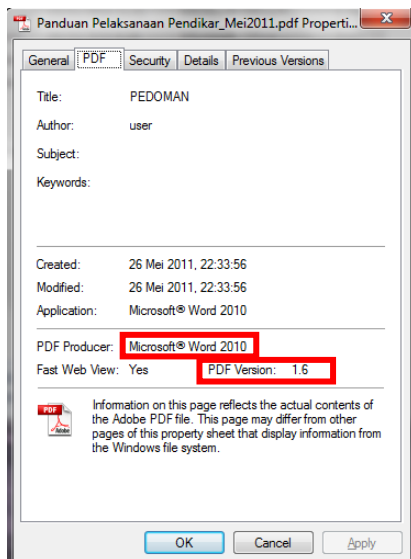 Panduan Pelaksanaan Pendikar_Mei2011.pdf Properti...
General PDF Security Details Previous Versions
Title: PEDOMAN
Author: user
Subject:
Keywords:
Created: 26 Mei 2011, 22:33:56
Modified: 26 Mei 2011, 22:33:56
Application: Microsoft® Word 2010
PDF Producer: Microsoft® Word 2010
Fast Web View: Yes PDF Version: 1.6
PDF
Adobe
Information on this page reflects the actual contents of
the Adobe PDF file. This page may differ from other
pages of this property sheet that display information from
the Windows file system.
OK Cancel Apply